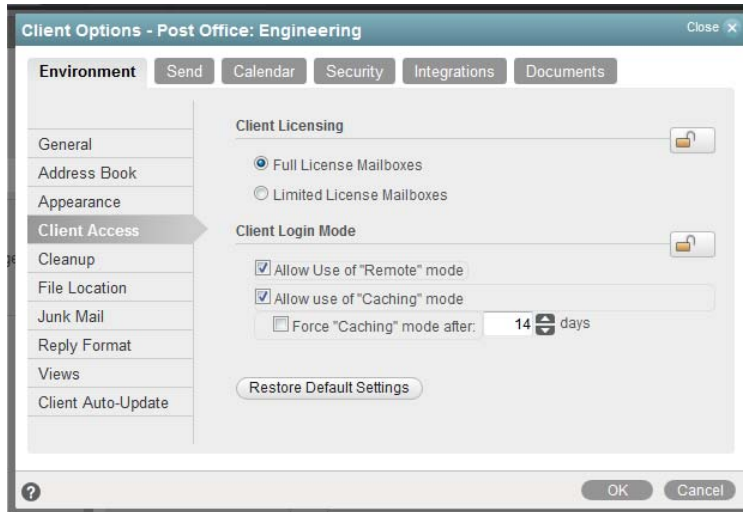 Client Options - Post Office: Engineering
Close
Environment Send Calendar Security Integrations Documents
General
Address Book
Appearance
Client Access
Cleanup
File Location
Junk Mail
Reply Format
Views
Client Auto-Update
Client Licensing
Full License Mailboxes
Limited License Mailboxes
Client Login Mode
Allow Use of "Remote" mode
Allow use of "Caching" mode
Force "Caching" mode after: 14 days
Restore Default Settings
? OK Cancel